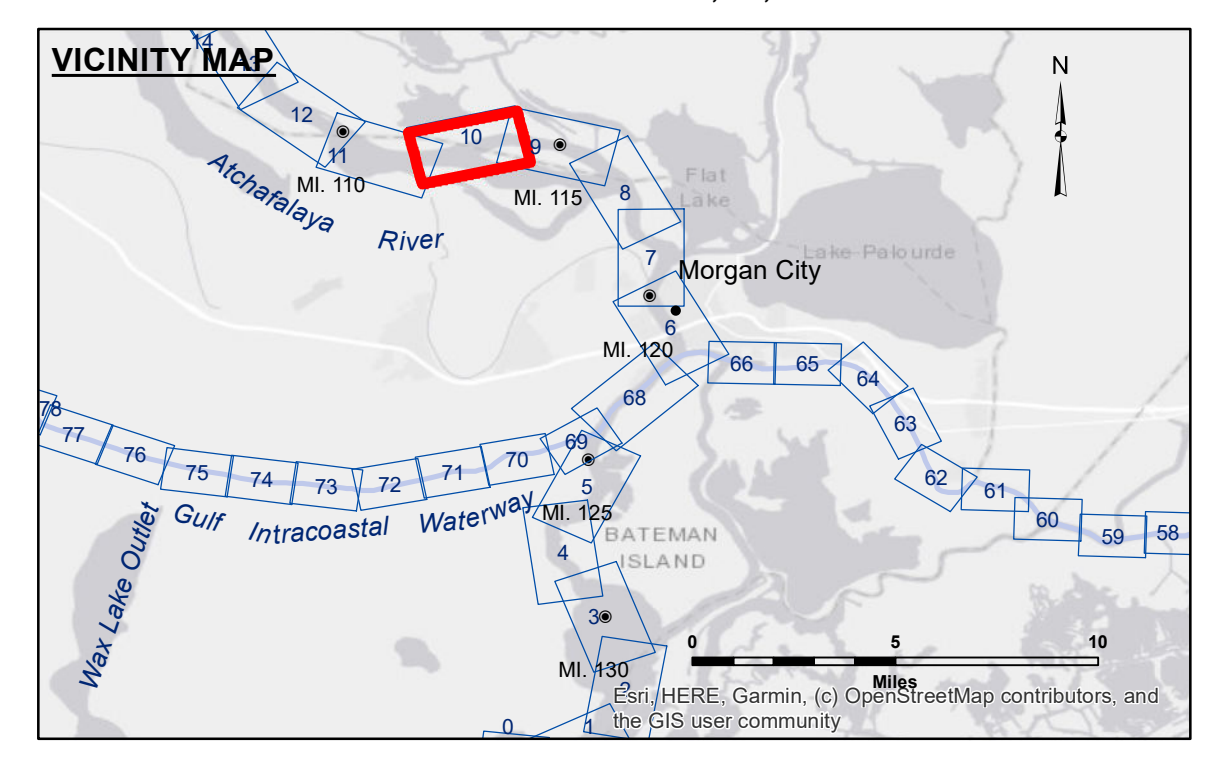 VICINITY MAP
N
14
13
12
11
10
9
8
7
6
MI. 110
MI. 115
Atchafalaya
River
Flat
Lake
Lake Palourde
Morgan City
MI. 120
66
65
64
63
62
61
60
59
58
68
69
70
71
72
73
74
75
76
77
78
5
MI. 125
Gulf Intracoastal Waterway
Wax Lake Outlet
BATEMAN
ISLAND
4
3
MI. 130
2
1
0
0 5 10
Miles
Esri, HERE, Garmin, (c) OpenStreetMap contributors, and
the GIS user community